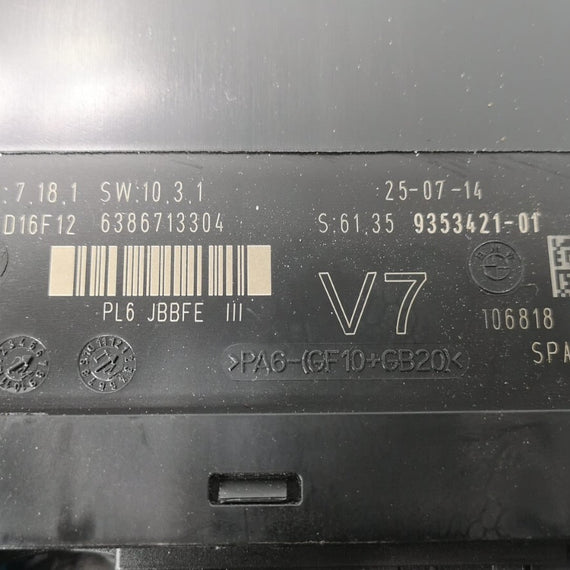 :7.18.1 SW:10.3.1 25-07-14
D16F12 6386713304 S:61.35 9353421-01
PL6 JBBFE III
V7
106818
>PA6-(GF10+GB20)<
SPA